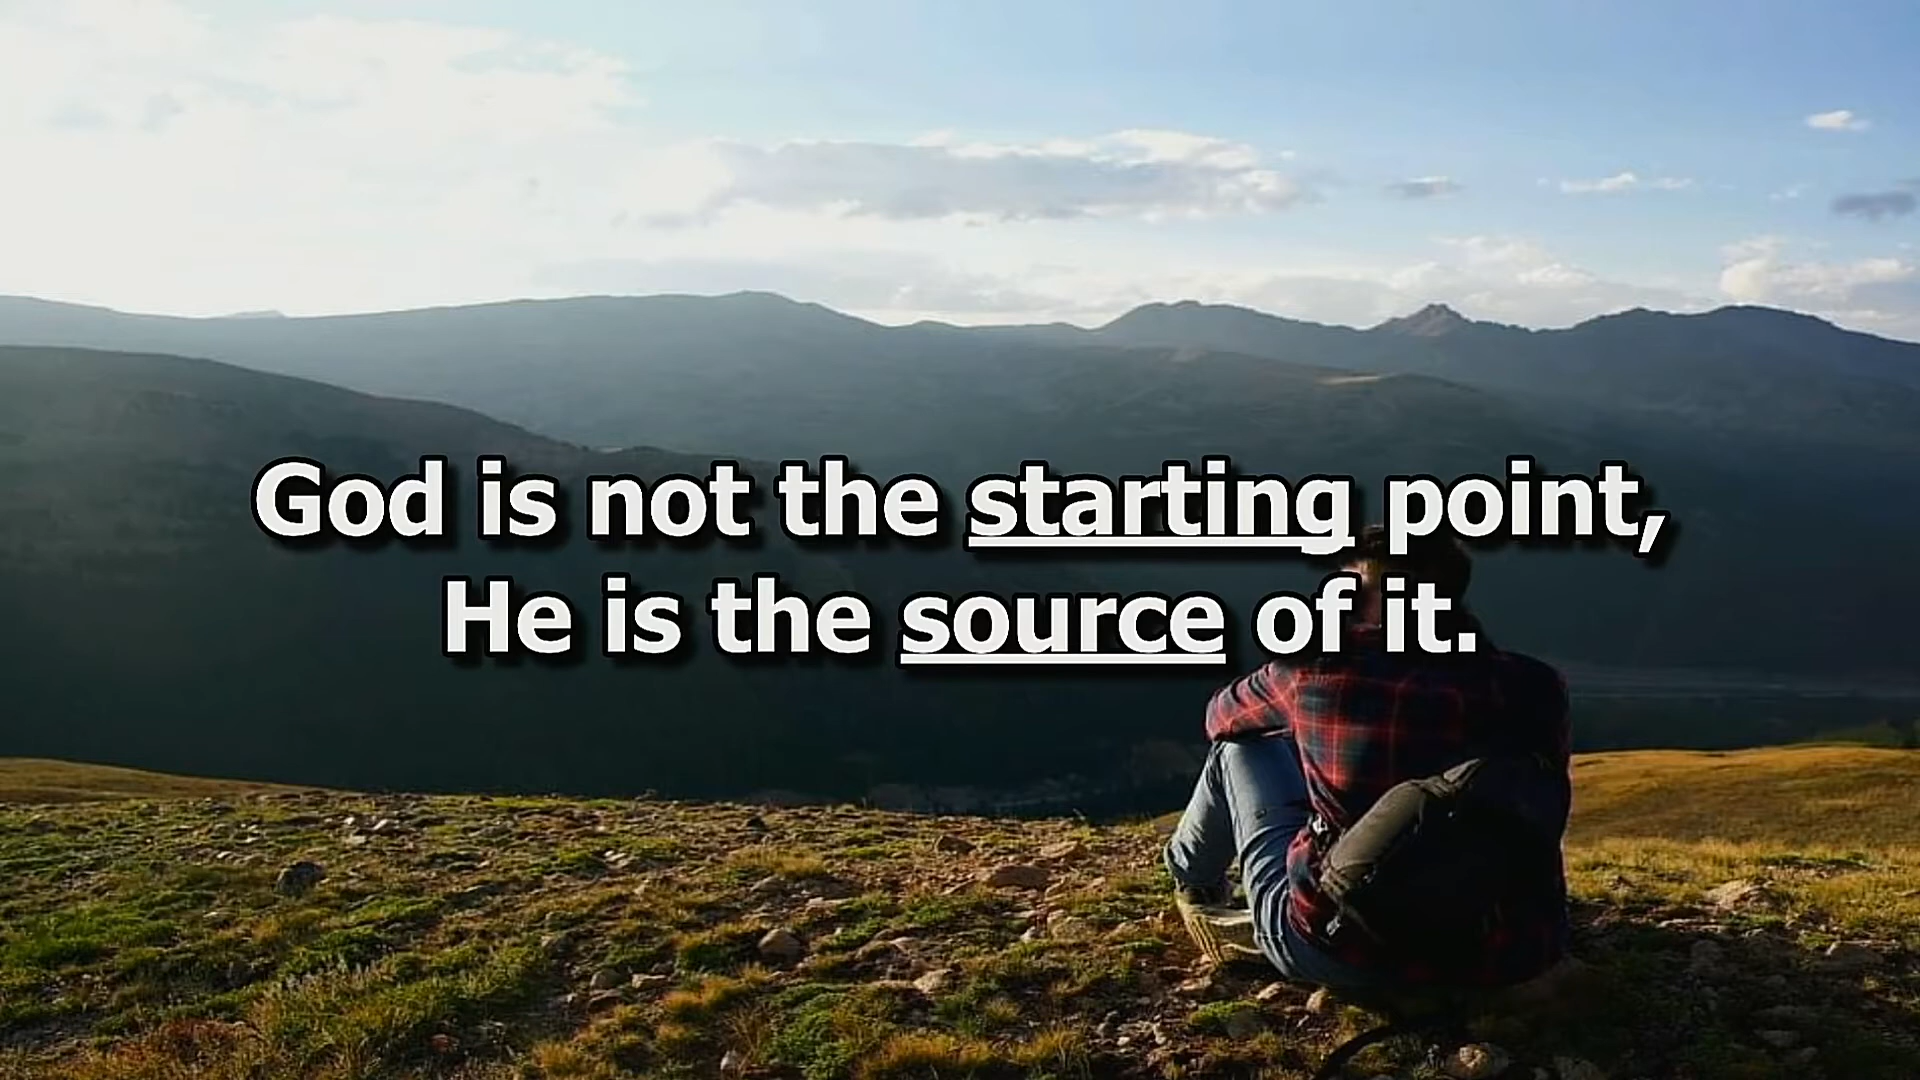 God is not the starting point,
He is the source of it.